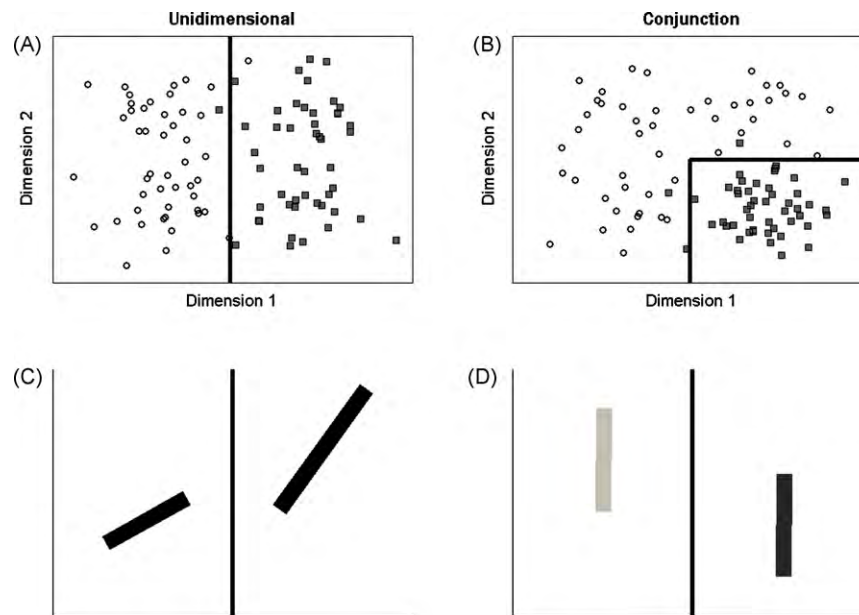 Unidimensional
Conjunction
(A)
(B)
Dimension 2
Dimension 2
Dimension 1
Dimension 1
(C)
(D)